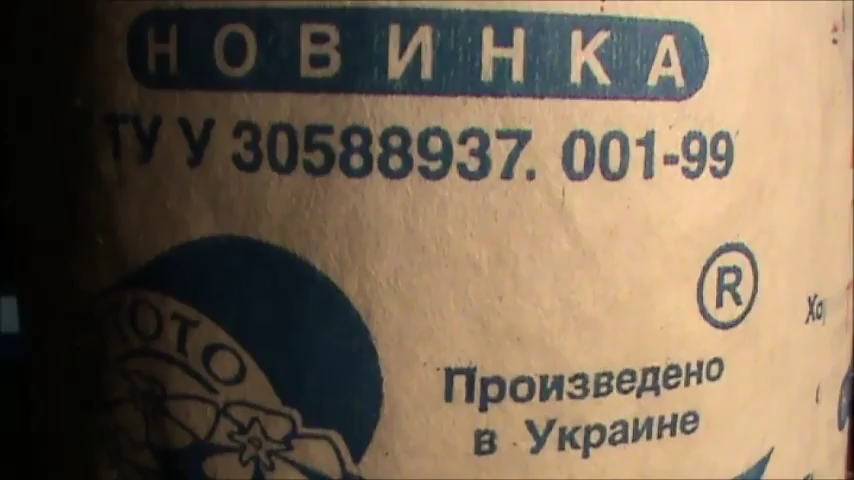 НОВИНКА
ТУ У 30588937. 001-99
®
Произведено
в Украине